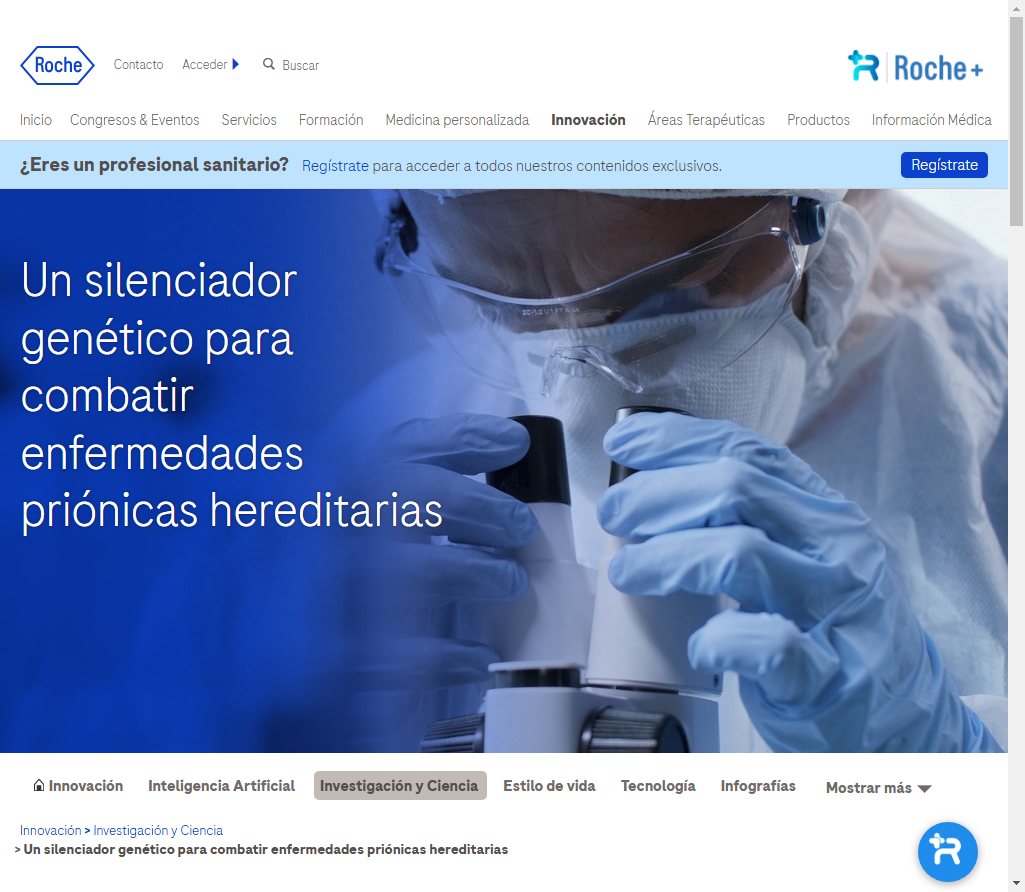 Roche
Contacto
Acceder
Buscar
Roche+
Inicio
Congresos & Eventos
Servicios
Formación
Medicina personalizada
Innovación
Áreas Terapéuticas
Productos
Información Médica
¿Eres un profesional sanitario?
Regístrate para acceder a todos nuestros contenidos exclusivos.
Regístrate
Un silenciador
genético para
combatir
enfermedades
priónicas hereditarias
Innovación
Inteligencia Artificial
Investigación y Ciencia
Estilo de vida
Tecnología
Infografías
Mostrar más
Innovación > Investigación y Ciencia
> Un silenciador genético para combatir enfermedades priónicas hereditarias